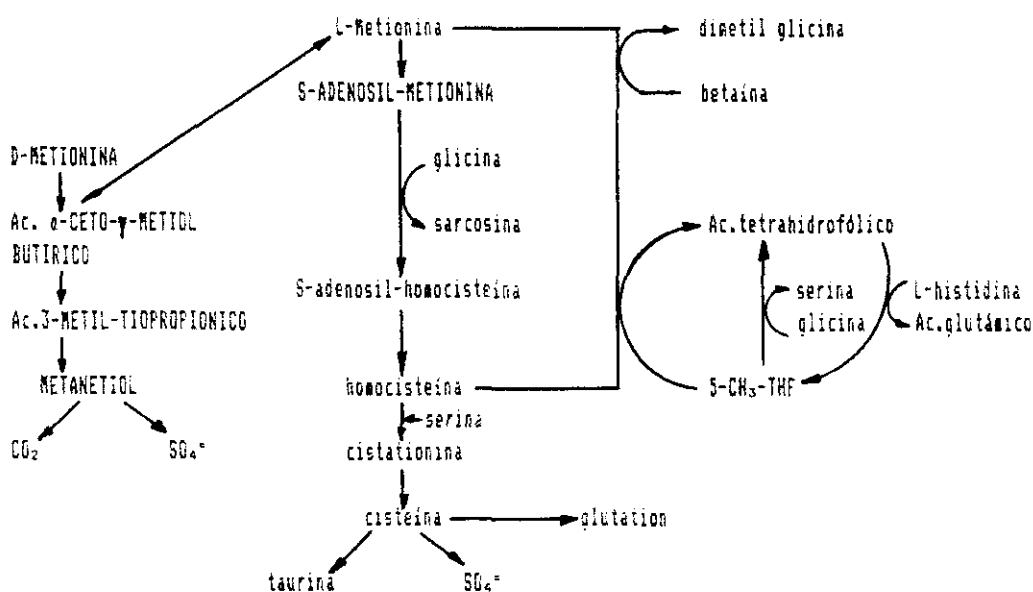 L-Metionina
dimetil glicina
S-ADENOSIL-METIONINA
betaína
D-METIONINA
glicina
sarcosina
Ac. α-CETO-γ-METIOL
BUTIRICO
Ac.tetrahidrofólico
S-adenosil-homocisteína
serina
glicina
L-histidina
Ac.glutámico
Ac.3-METIL-TIOPROPIONICO
METANETIOL
homocisteína
5-CH₃-THF
serina
CO₂
SO₄⁼
cistationina
cisteína
glutation
taurina
SO₄⁼